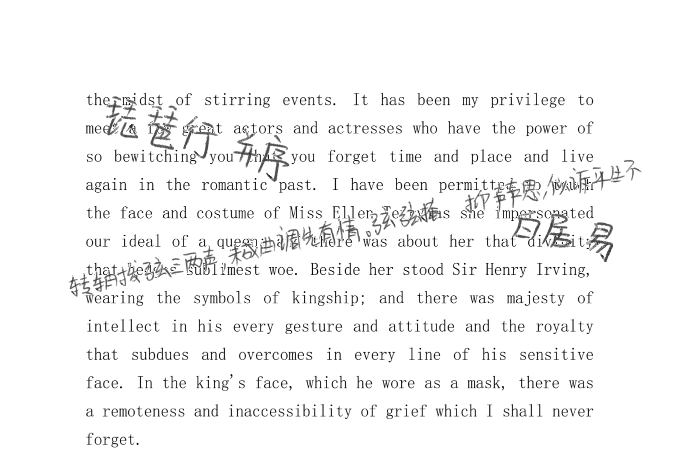 the midst of stirring events. It has been my privilege to
meet a few great actors and actresses who have the power of
so bewitching you that you forget time and place and live
again in the romantic past. I have been permitted to touch
the face and costume of Miss Ellen Terry as she impersonated
our ideal of a queen; and there was about her that divinity
that hedges sublimest woe. Beside her stood Sir Henry Irving,
wearing the symbols of kingship; and there was majesty of
intellect in his every gesture and attitude and the royalty
that subdues and overcomes in every line of his sensitive
face. In the king's face, which he wore as a mask, there was
a remoteness and inaccessibility of grief which I shall never
forget.
琵琶行 并序
白居易
转轴拨弦三两声,未成曲调先有情。弦弦掩抑声声思,似诉平生不